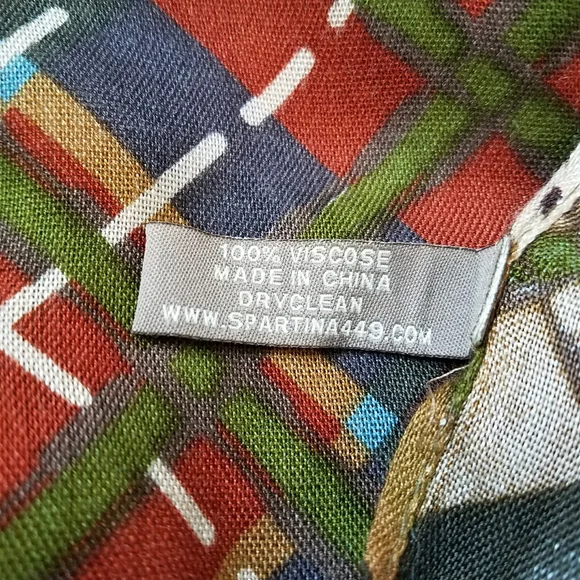 100% VISCOSE
MADE IN CHINA
DRYCLEAN
WWW.SPARTINA449.COM